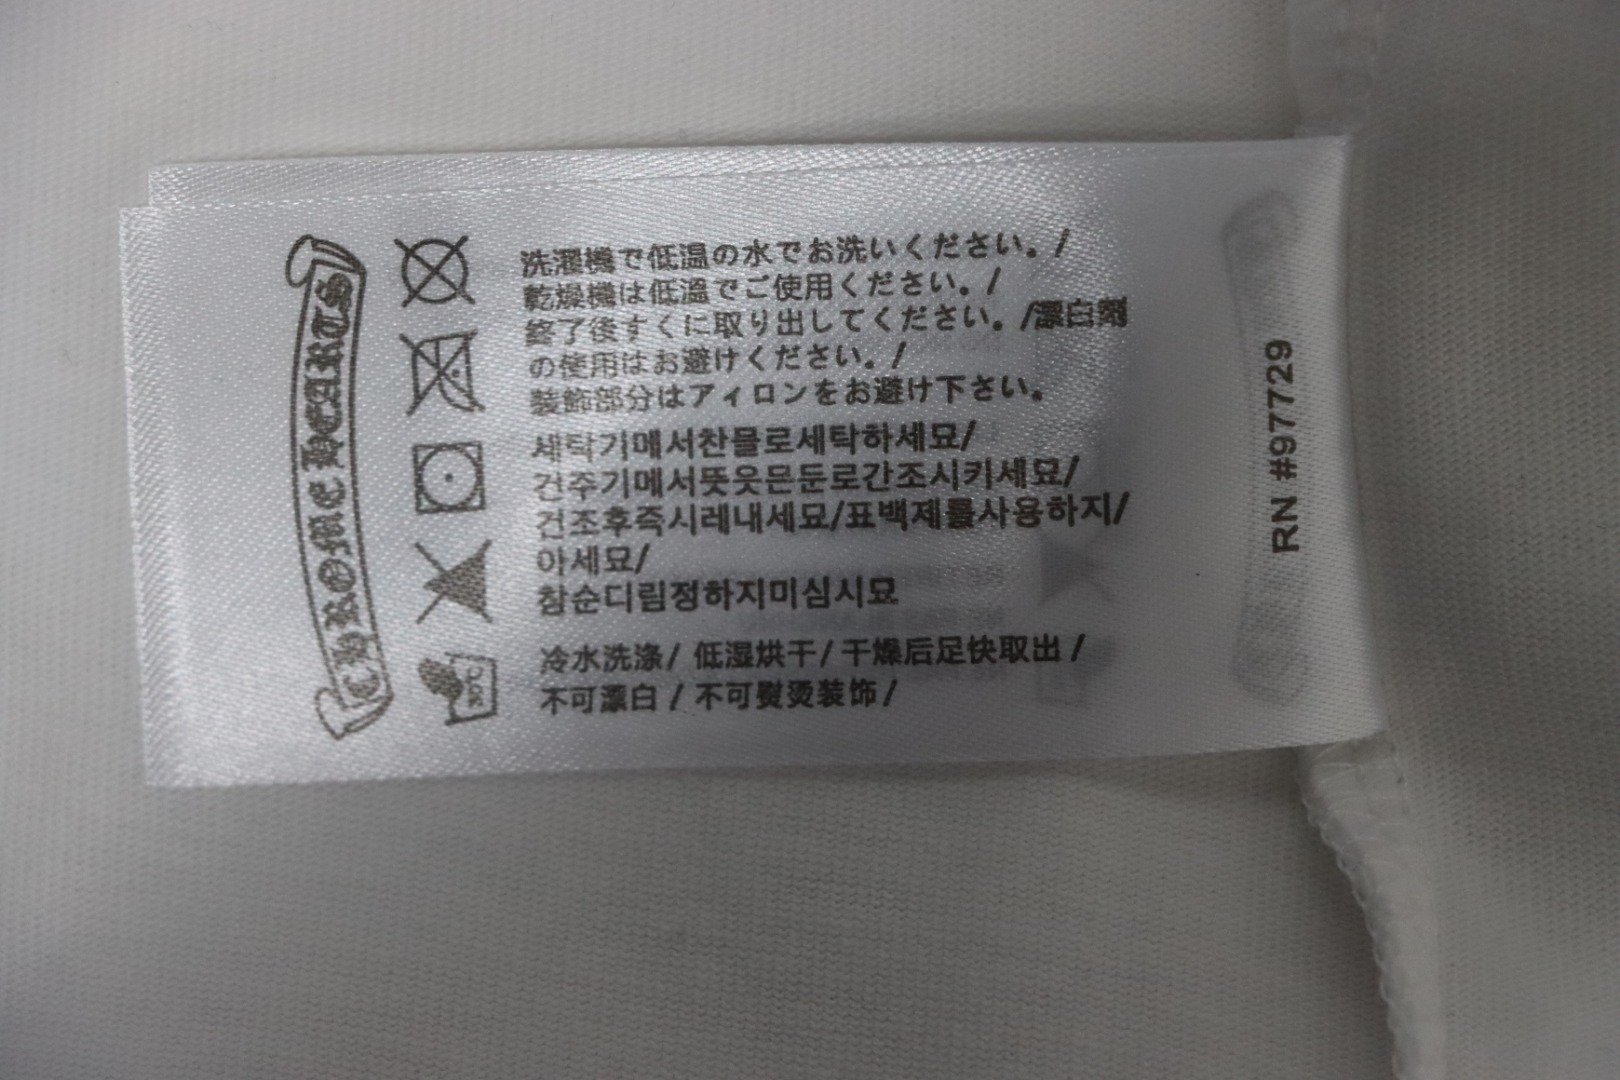 CHROME HEARTS
洗濯機で低温の水でお洗いください。/
乾燥機は低温でご使用ください。/
終了後すぐに取り出してください。/漂白剤
の使用はお避けください。/
装飾部分はアイロンをお避け下さい。
세탁기메서찬믈로세탁하세묘/
건주기메서뜻웃믄둔로간조시키세묘/
건조후즉시레내세묘/표백제를사용하지/
아세묘/
참순디림정하지미심시묘
冷水洗涤/ 低湿烘干/干燥后足快取出 /
不可漂白 / 不可熨烫装饰/
30°C
RN #97729